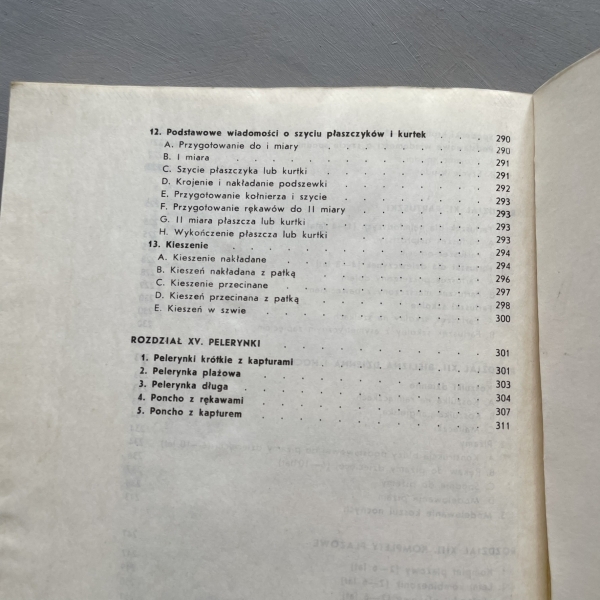 12. Podstawowe wiadomości o szyciu płaszczyków i kurtek . . . 290
A. Przygotowanie do i miary . . . . . . . . 290
B. I miara . . . . . . . . . . . 291
C. Szycie płaszczyka lub kurtki . . . . . . . 291
D. Krojenie i nakładanie podszewki . . . . . . 292
E. Przygotowanie kołnierza i szycie . . . . . . 293
F. Przygotowanie rękawów do II miary . . . . . . 293
G. II miara płaszcza lub kurtki . . . . . . . 293
H. Wykończenie płaszcza lub kurtki . . . . . . 293
13. Kieszenie . . . . . . . . . . . 294
A. Kieszenie nakładane . . . . . . . . . 294
B. Kieszeń nakładana z patką . . . . . . . . 296
C. Kieszenie przecinane . . . . . . . . . 297
D. Kieszeń przecinana z patką . . . . . . . 298
E. Kieszeń w szwie . . . . . . . . . . 300
ROZDZIAŁ XV. PELERYNKI . . . . . . . . . 301
1. Pelerynki krótkie z kapturami . . . . . . . 301
2. Pelerynka plażowa . . . . . . . . . 303
3. Pelerynka długa . . . . . . . . . . 304
4. Poncho z rękawami . . . . . . . . . 307
5. Poncho z kapturem . . . . . . . . . 311